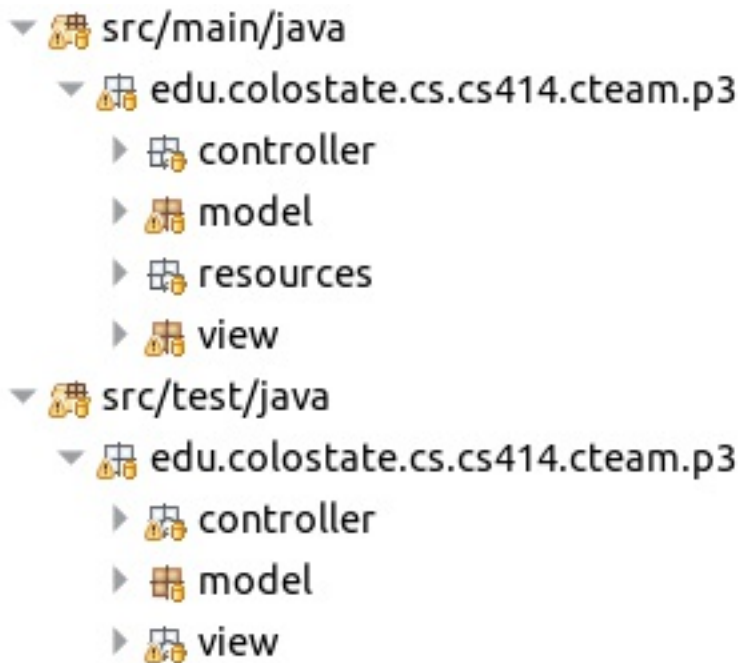 src/main/java
edu.colostate.cs.cs414.cteam.p3
controller
model
resources
view
src/test/java
edu.colostate.cs.cs414.cteam.p3
controller
model
view